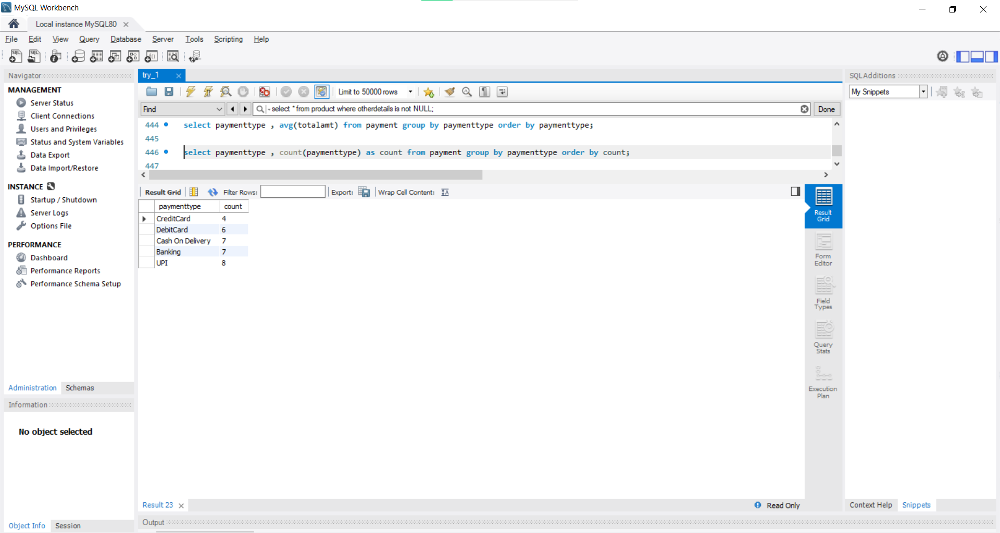 MySQL Workbench
Local instance MySQL80
File Edit View Query Database Server Tools Scripting Help
Navigator
MANAGEMENT
Server Status
Client Connections
Users and Privileges
Status and System Variables
Data Export
Data Import/Restore
INSTANCE
Startup / Shutdown
Server Logs
Options File
PERFORMANCE
Dashboard
Performance Reports
Performance Schema Setup
Administration Schemas
Information
No object selected
Object Info Session
try_1
Limit to 50000 rows
Find select * from product where otherdetails is not NULL; Done
444 select paymenttype , avg(totalamt) from payment group by paymenttype order by paymenttype;
445
446 select paymenttype , count(paymenttype) as count from payment group by paymenttype order by count;
447
Result Grid Filter Rows: Export: Wrap Cell Content:
paymenttype count
CreditCard 4
DebitCard 6
Cash On Delivery 7
Banking 7
UPI 8
Result
Grid
Form
Editor
Field
Types
Query
Stats
Execution
Plan
Result 23 Read Only
Output
SQLAdditions
My Snippets
Context Help Snippets